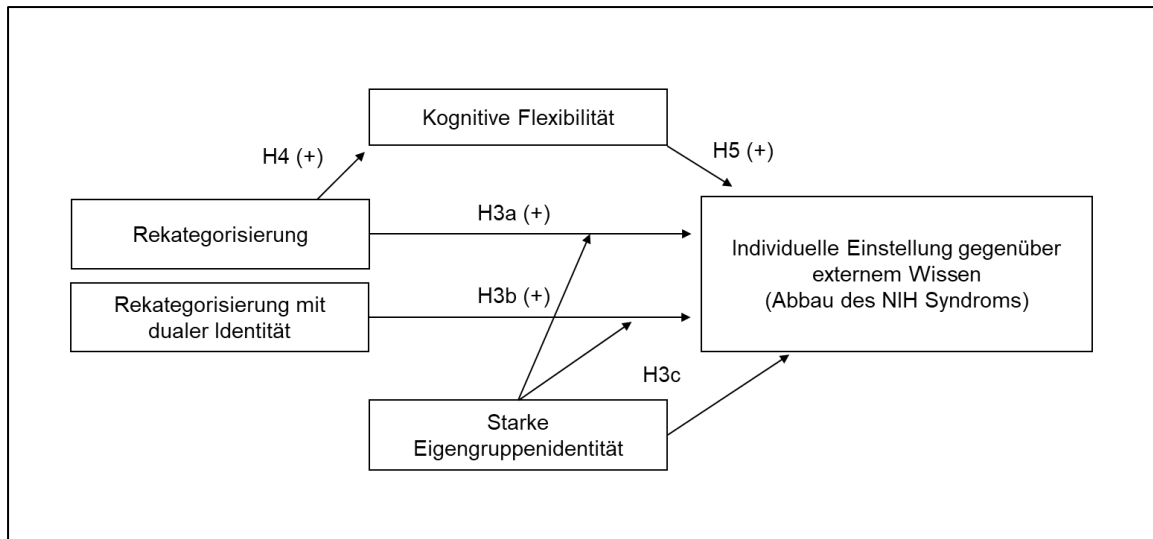 Kognitive Flexibilität
H4 (+)
H5 (+)
Rekategorisierung
H3a (+)
Individuelle Einstellung gegenüber
externem Wissen
(Abbau des NIH Syndroms)
Rekategorisierung mit
dualer Identität
H3b (+)
H3c
Starke
Eigengruppenidentität